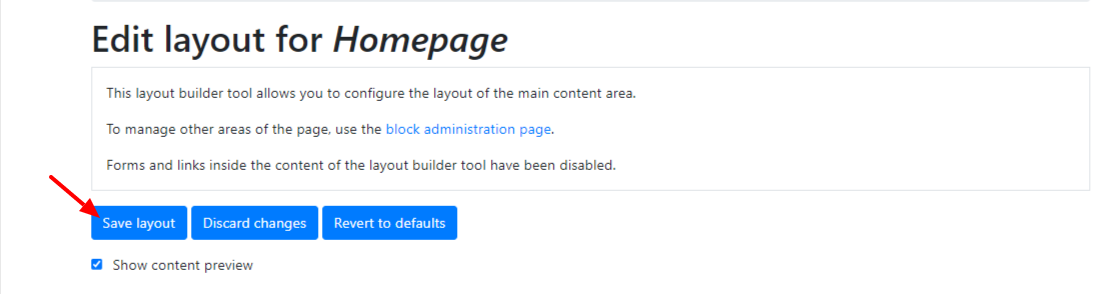 Edit layout for Homepage
This layout builder tool allows you to configure the layout of the main content area.
To manage other areas of the page, use the block administration page.
Forms and links inside the content of the layout builder tool have been disabled.
Save layout Discard changes Revert to defaults
Show content preview